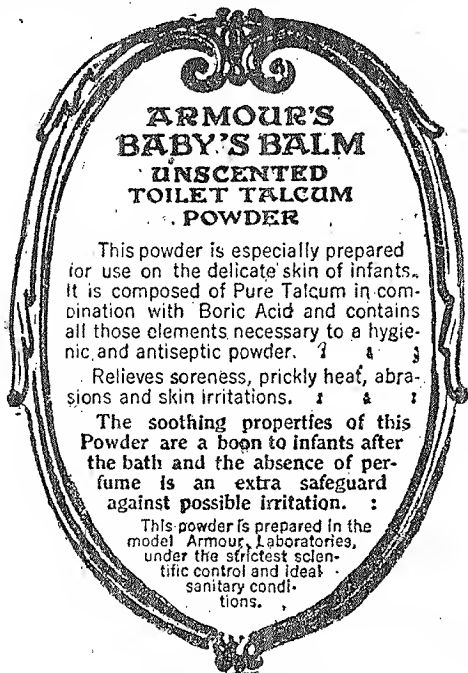 ARMOUR'S
BABY'S BALM
UNSCENTED
TOILET TALCUM
POWDER
This powder is especially prepared
for use on the delicate skin of infants.
It is composed of Pure Talcum in com-
bination with Boric Acid and contains
all those elements necessary to a hygie-
nic and antiseptic powder.
Relieves soreness, prickly heat, abra-
sions and skin irritations. : : :
The soothing properties of this
Powder are a boon to infants after
the bath and the absence of per-
fume is an extra safeguard
against possible irritation. :
This powder is prepared in the
model Armour Laboratories,
under the strictest scien-
tific control and ideal
sanitary condi-
tions.